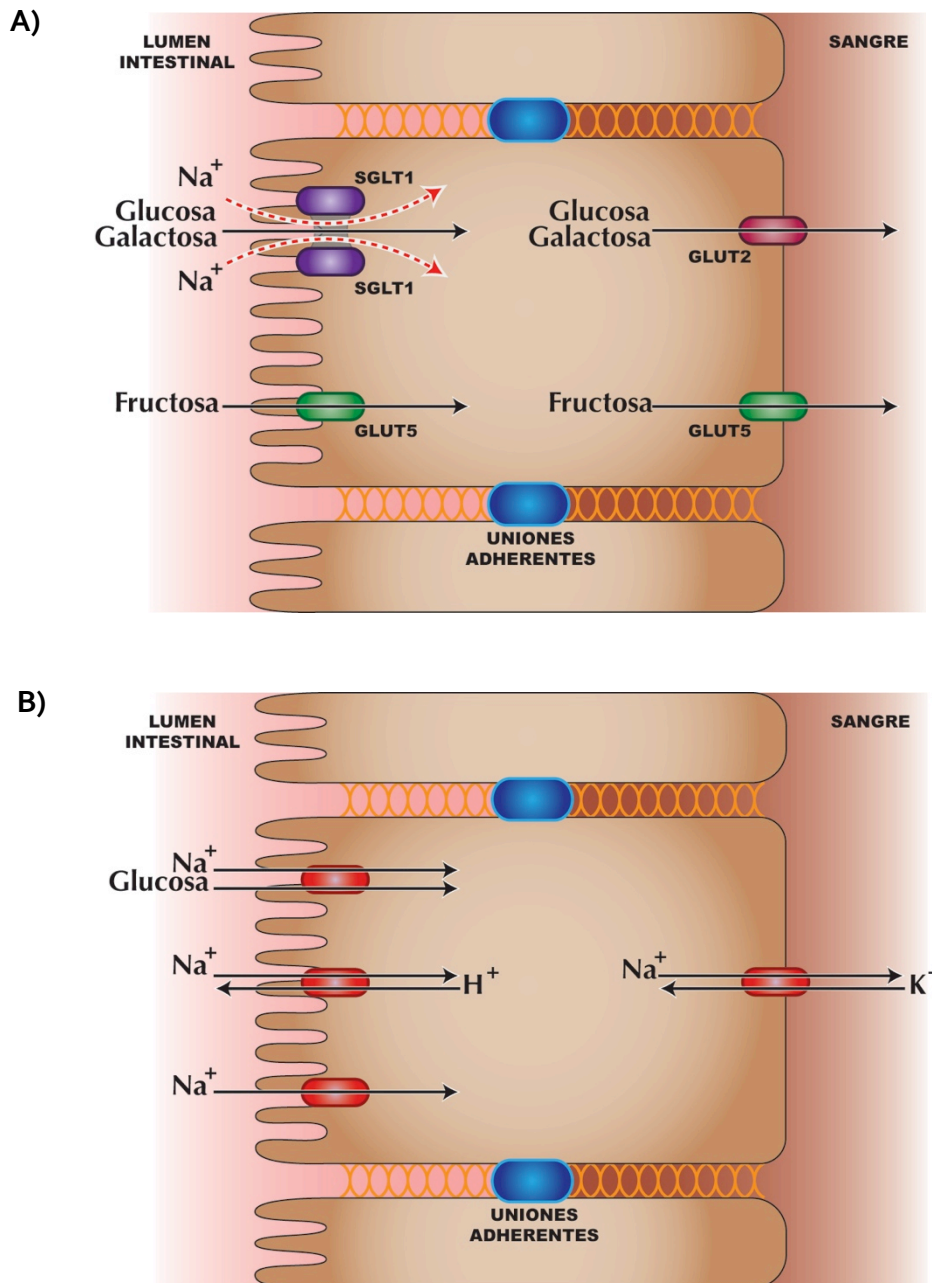 A)
LUMEN
INTESTINAL
SANGRE
Na+
SGLT1
Glucosa
Galactosa
Na+
SGLT1
Glucosa
Galactosa
GLUT2
Fructosa
GLUT5
Fructosa
GLUT5
UNIONES
ADHERENTES
B)
LUMEN
INTESTINAL
SANGRE
Na+
Glucosa
Na+
H+
Na+
K+
Na+
UNIONES
ADHERENTES